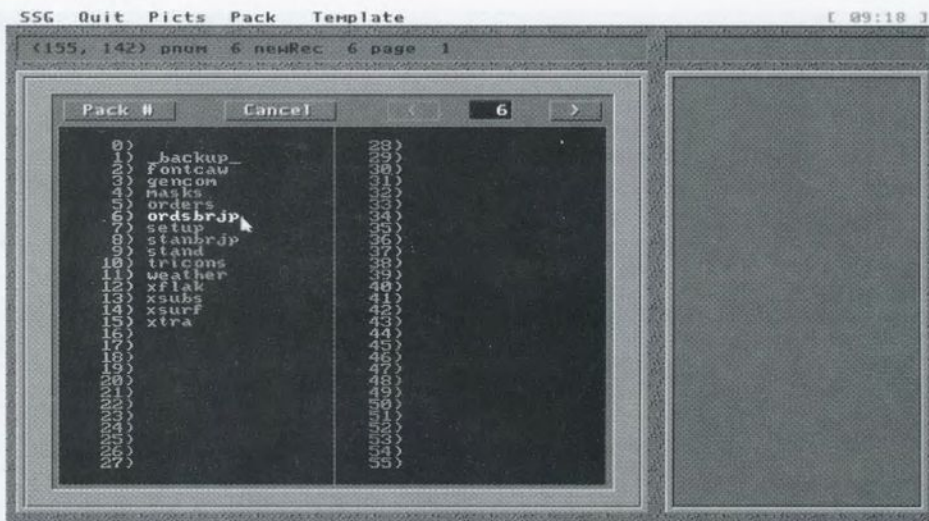 SSG Quit Picts Pack Template [ 09:18 ]
(155, 142) pnum 6 newRec 6 page 1
Pack # Cancel < 6 >
0)
1) _backup_
2) fontcaw
3) gencom
4) masks
5) orders
6) ordsbrjp
7) setup
8) stanbrjp
9) stand
10) tricons
11) weather
12) xflak
13) xsubs
14) xsurf
15) xtra
16)
17)
18)
19)
20)
21)
22)
23)
24)
25)
26)
27)
28)
29)
30)
31)
32)
33)
34)
35)
36)
37)
38)
39)
40)
41)
42)
43)
44)
45)
46)
47)
48)
49)
50)
51)
52)
53)
54)
55)